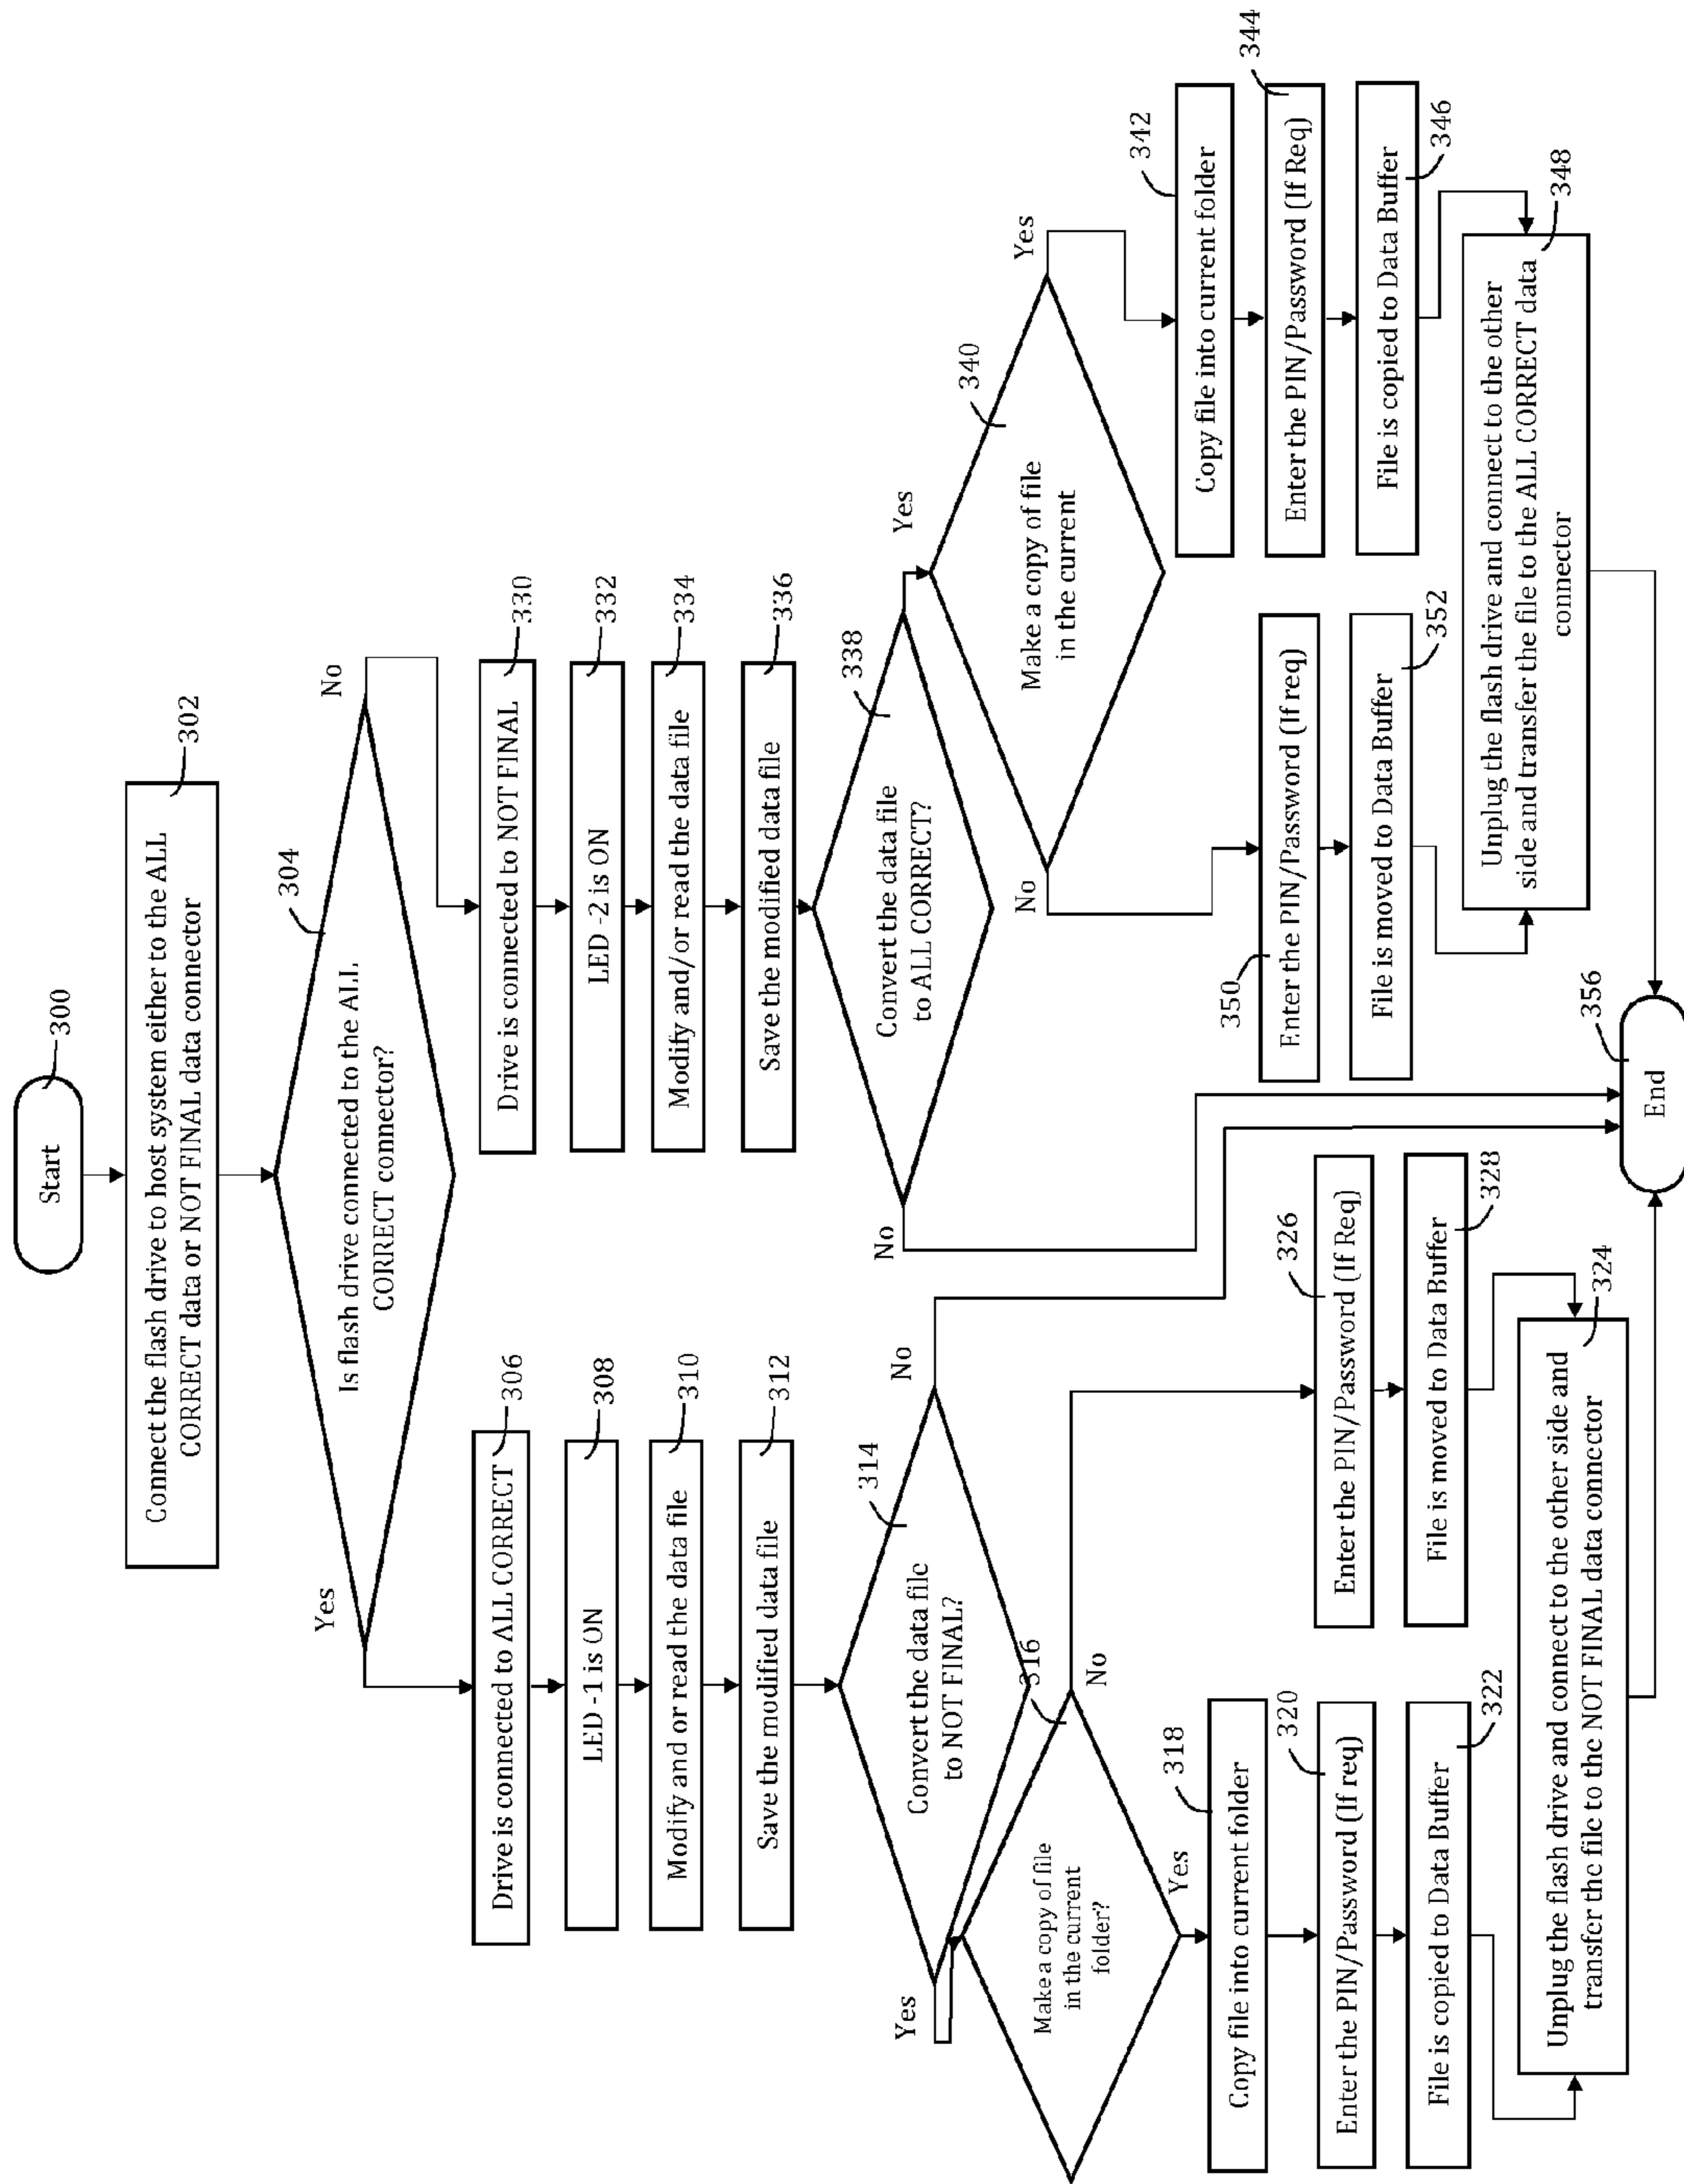 Start
300
Connect the flash drive to host system either to the ALL
CORRECT data or NOT FINAL data connector
302
Is flash drive connected to the ALL
CORRECT connector?
304
Yes
No
Drive is connected to ALL CORRECT
306
LED -1 is ON
308
Modify and or read the data file
310
Save the modified data file
312
Convert the data file
to NOT FINAL?
314
Yes
No
Make a copy of file
in the current
folder?
316
Yes
No
Copy file into current folder
318
Enter the PIN/Password (If req)
320
File is copied to Data Buffer
322
Enter the PIN/Password (If Req)
326
File is moved to Data Buffer
328
Unplug the flash drive and connect to the other side and
transfer the file to the NOT FINAL data connector
324
Drive is connected to NOT FINAL
330
LED -2 is ON
332
Modify and/or read the data file
334
Save the modified data file
336
Convert the data file
to ALL CORRECT?
338
No
Yes
Make a copy of file
in the current
340
No
Yes
Enter the PIN/Password (If req)
350
File is moved to Data Buffer
352
Copy file into current folder
342
Enter the PIN/Password (If Req)
344
File is copied to Data Buffer
346
Unplug the flash drive and connect to the other
side and transfer the file to the ALL CORRECT data
connector
348
End
356